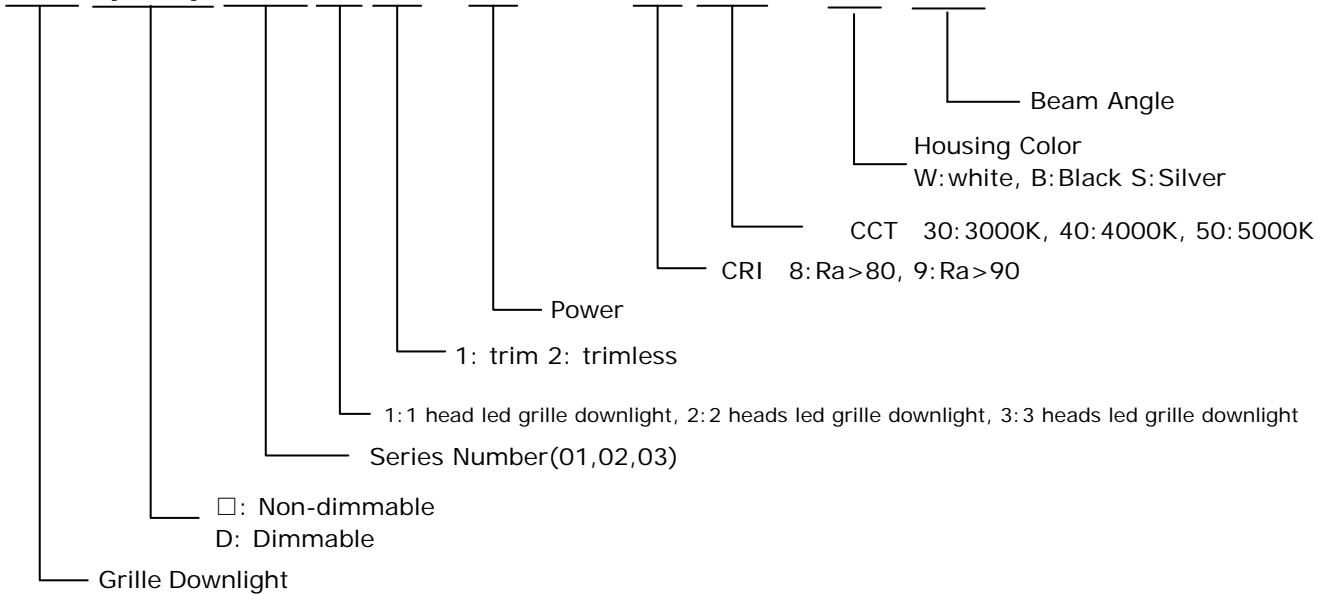 Beam Angle
Housing Color
W:white, B:Black S:Silver
CCT 30:3000K, 40:4000K, 50:5000K
CRI 8:Ra>80, 9:Ra>90
Power
1: trim 2: trimless
1:1 head led grille downlight, 2:2 heads led grille downlight, 3:3 heads led grille downlight
Series Number(01,02,03)
□: Non-dimmable
D: Dimmable
Grille Downlight